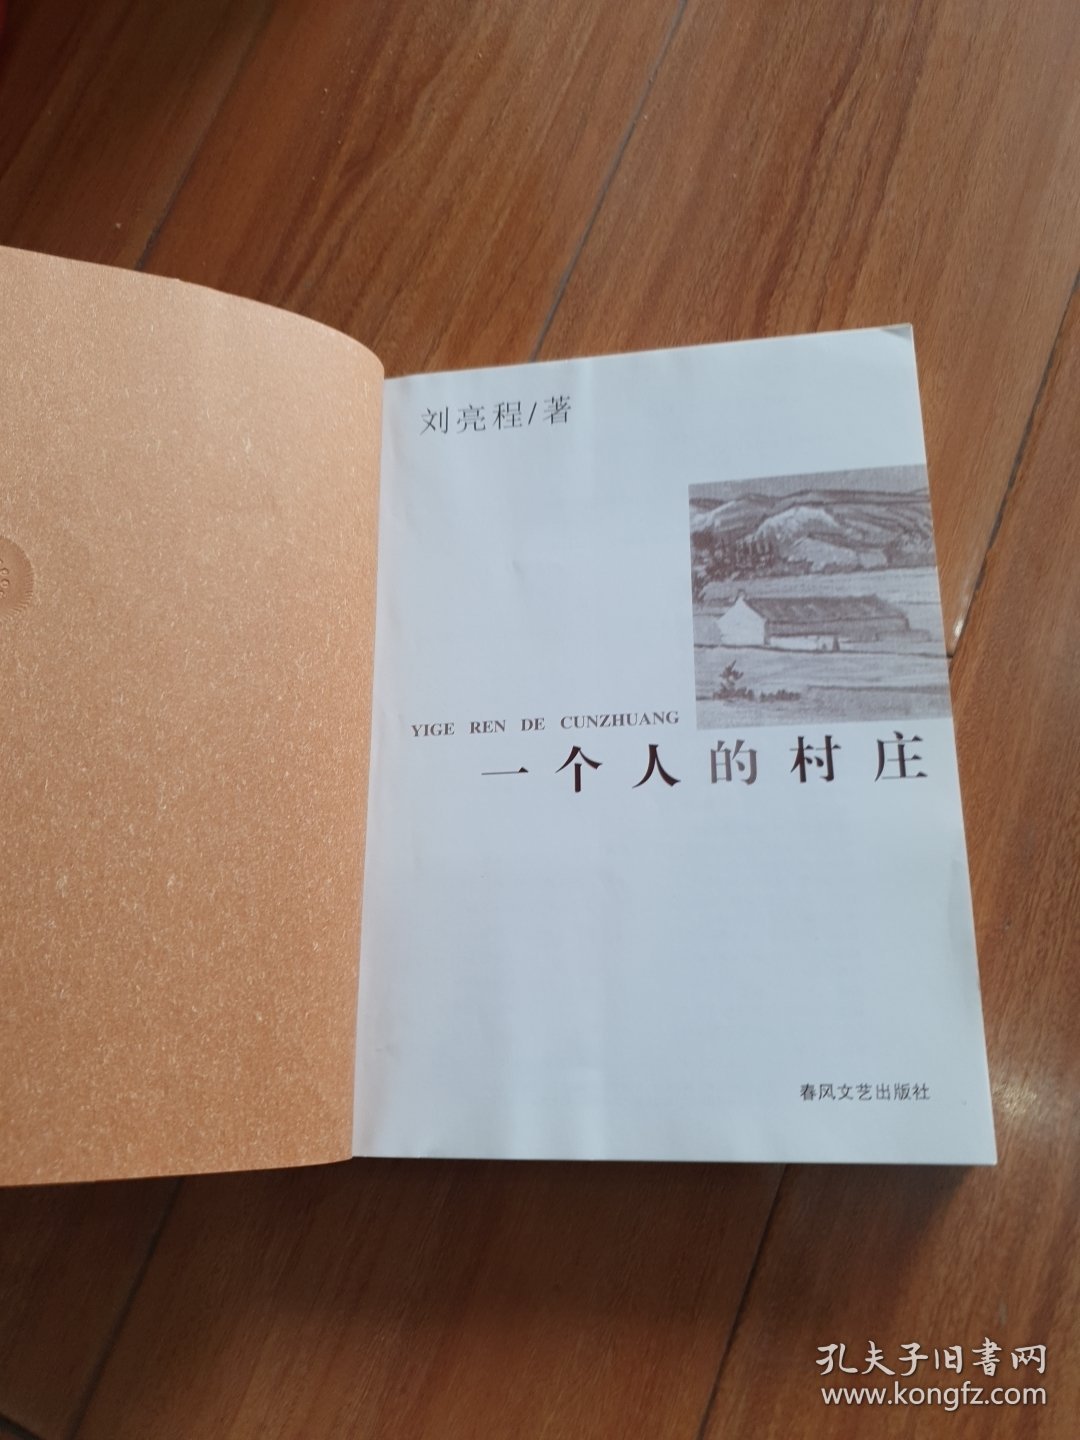 刘亮程/著
YIGE REN DE CUNZHUANG
一个人的村庄
春风文艺出版社
孔夫子旧書网
www.kongfz.com